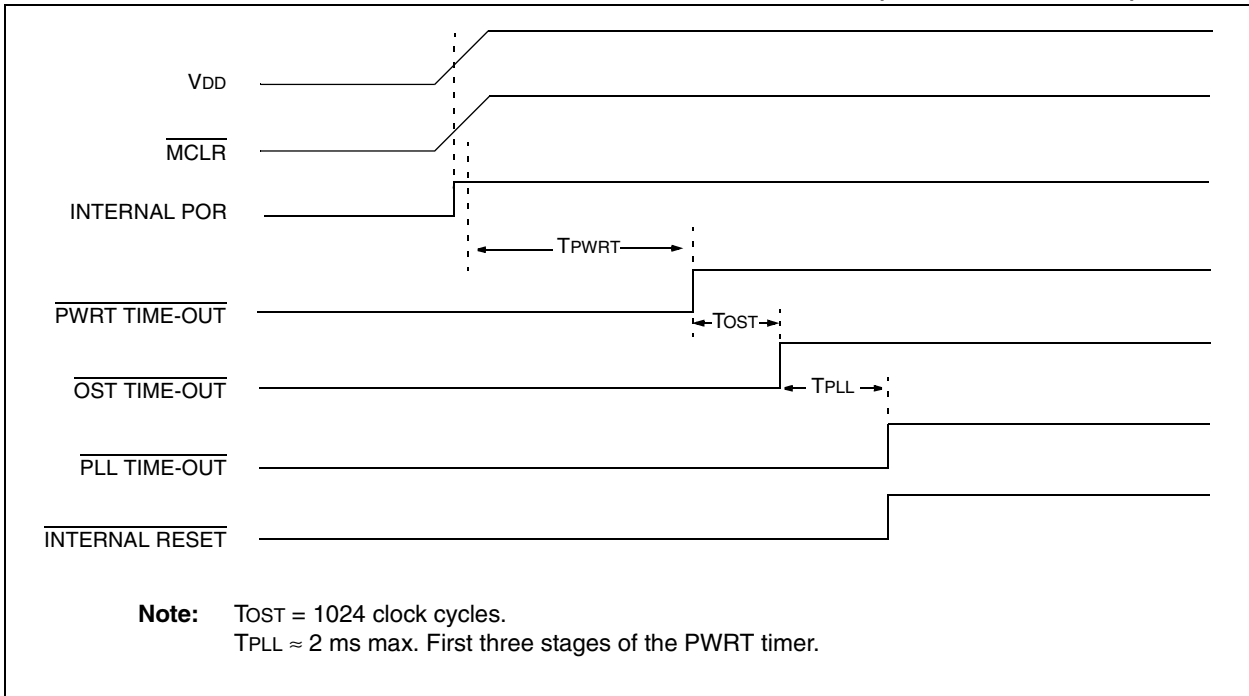 VDD
MCLR
INTERNAL POR
TPWRT
PWRT TIME-OUT
TOST
OST TIME-OUT
TPLL
PLL TIME-OUT
INTERNAL RESET
Note: TOST = 1024 clock cycles.
TPLL ≈ 2 ms max. First three stages of the PWRT timer.